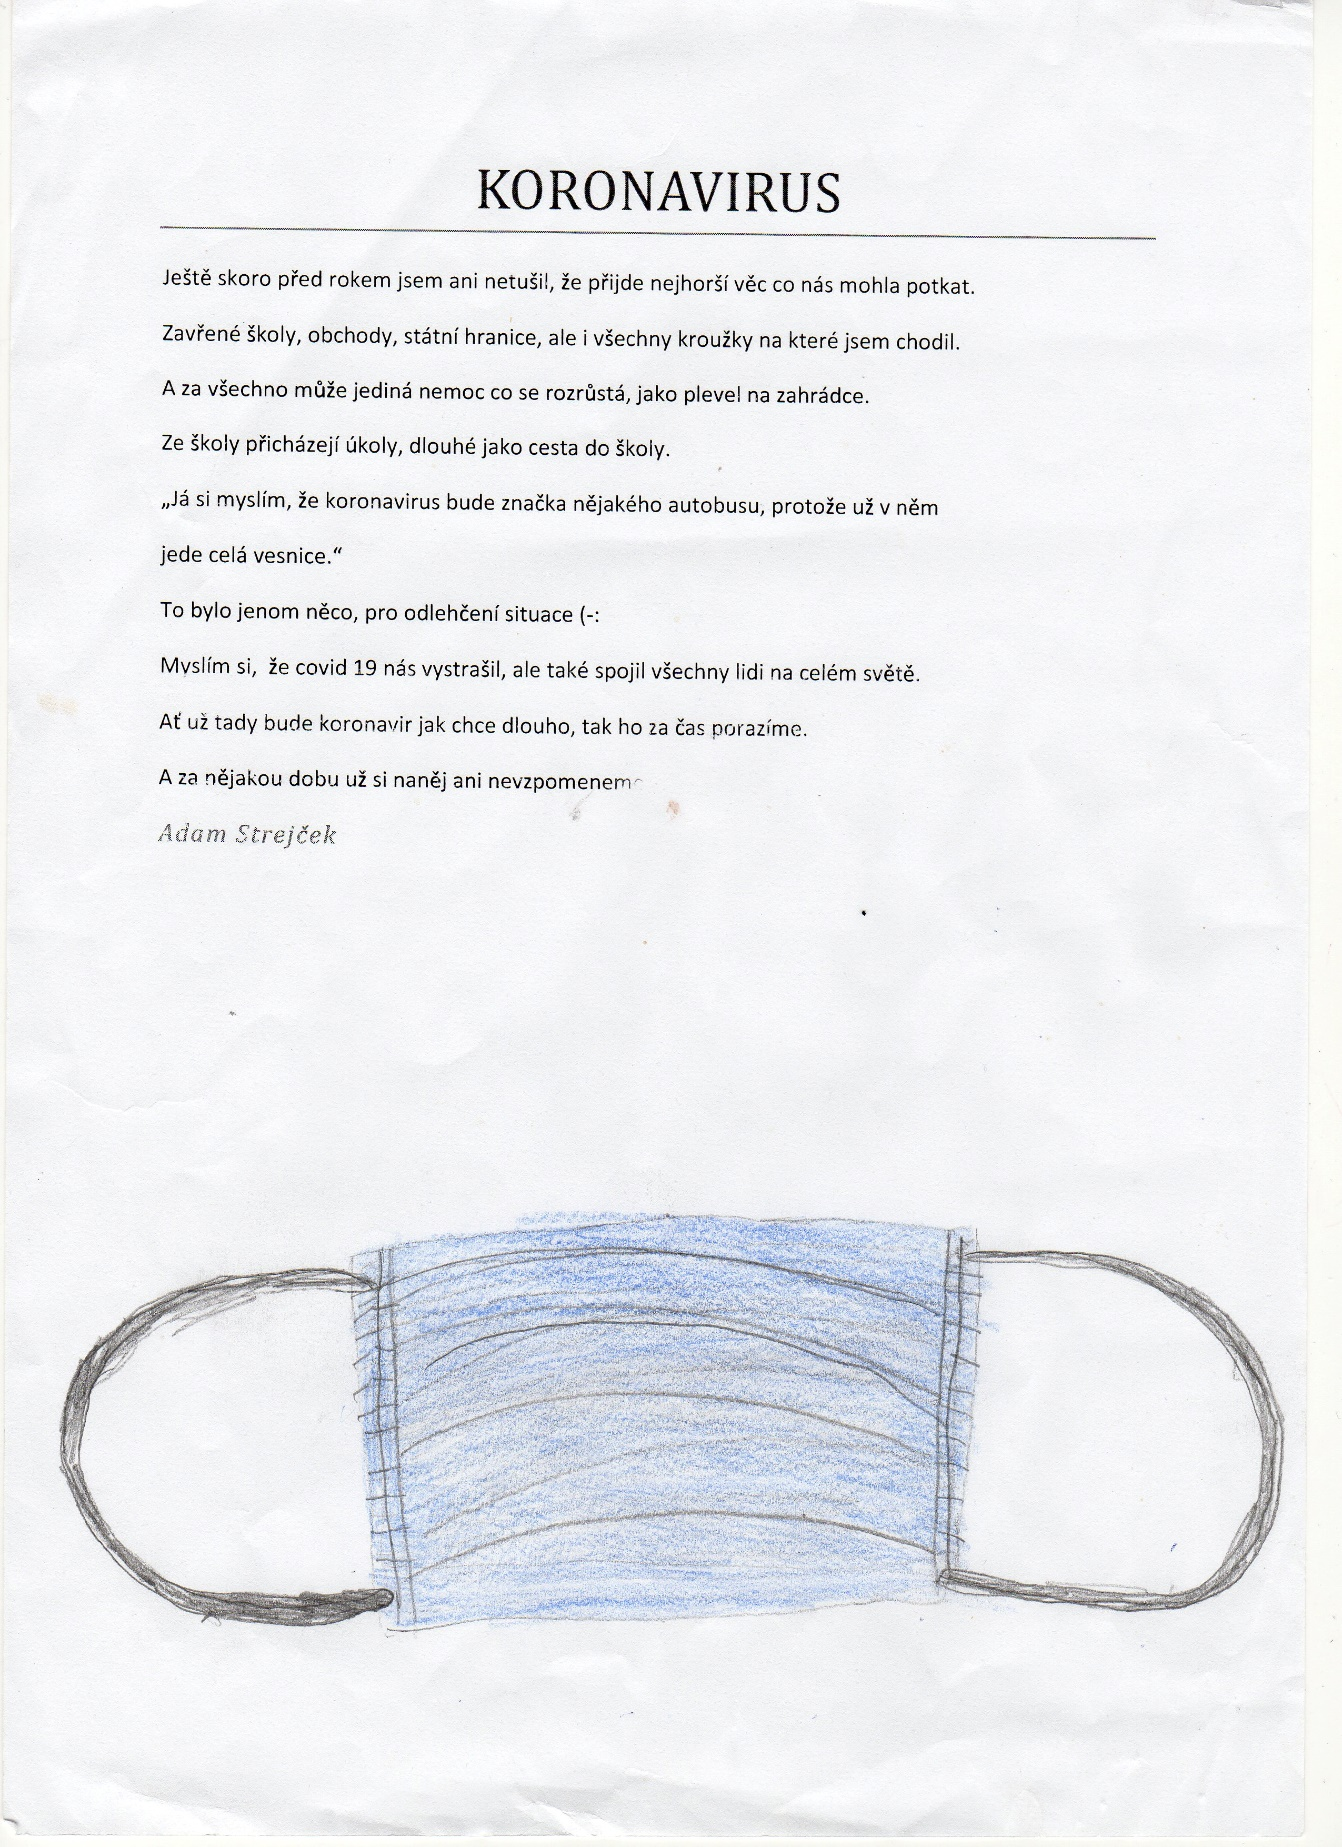 KORONAVIRUS
Ještě skoro před rokem jsem ani netušil, že přijde nejhorší věc co nás mohla potkat.
Zavřené školy, obchody, státní hranice, ale i všechny kroužky na které jsem chodil.
A za všechno může jediná nemoc co se rozrůstá, jako plevel na zahrádce.
Ze školy přicházejí úkoly, dlouhé jako cesta do školy.
„Já si myslím, že koronavirus bude značka nějakého autobusu, protože už v něm
jede celá vesnice.“
To bylo jenom něco, pro odlehčení situace (-:
Myslím si, že covid 19 nás vystrašil, ale také spojil všechny lidi na celém světě.
Ať už tady bude koronavir jak chce dlouho, tak ho za čas porazíme.
A za nějakou dobu už si naněj ani nevzpomeneme
Adam Strejček